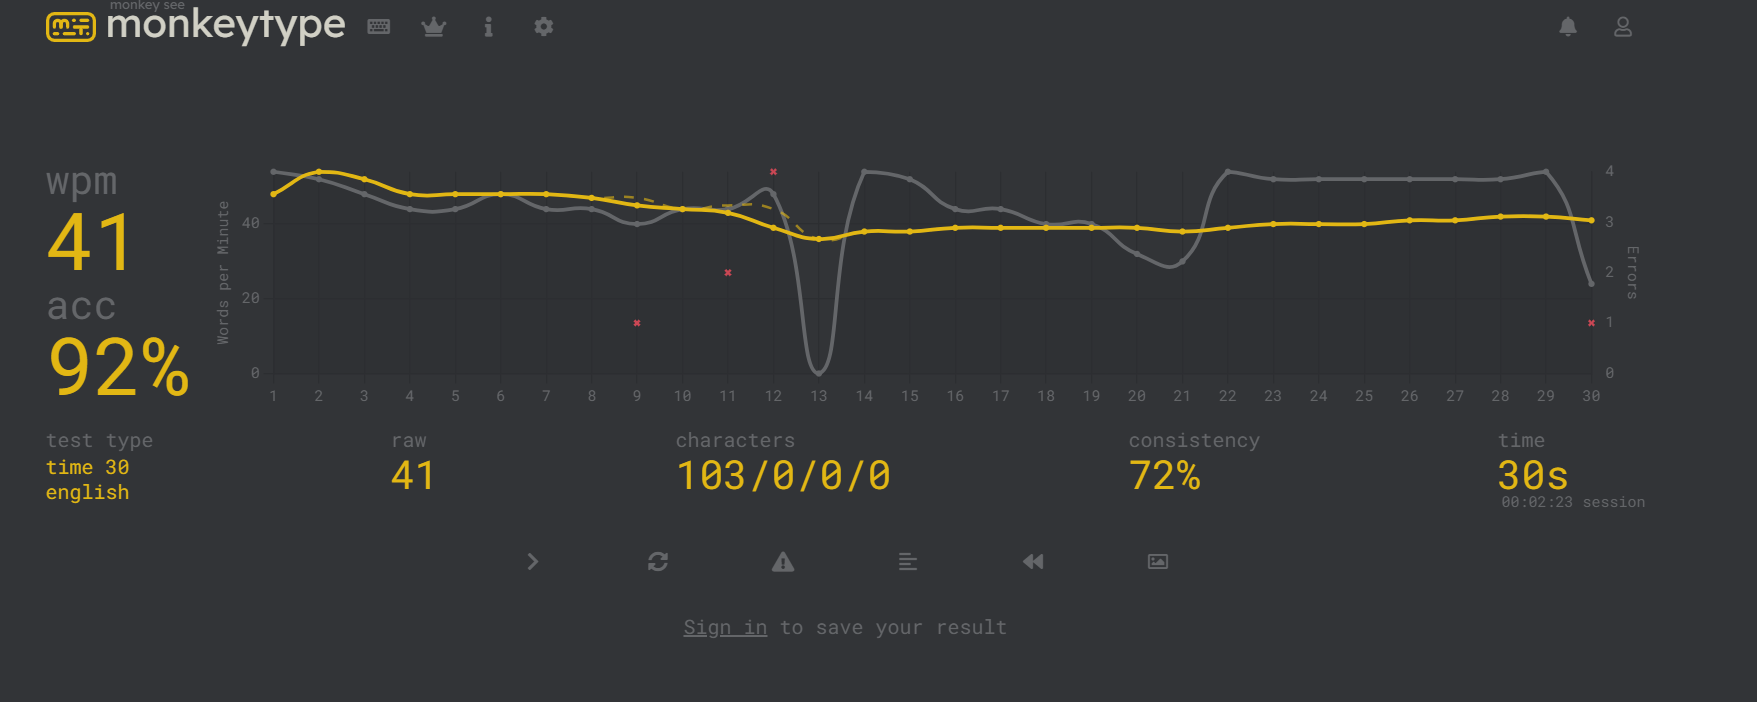 monkey see
monkeytype
wpm
41
acc
92%
Words per Minute
40
20
0
4
3
2
1
0
Errors
1 2 3 4 5 6 7 8 9 10 11 12 13 14 15 16 17 18 19 20 21 22 23 24 25 26 27 28 29 30
test type
time 30
english
raw
41
characters
103/0/0/0
consistency
72%
time
30s
00:02:23 session
Sign in to save your result